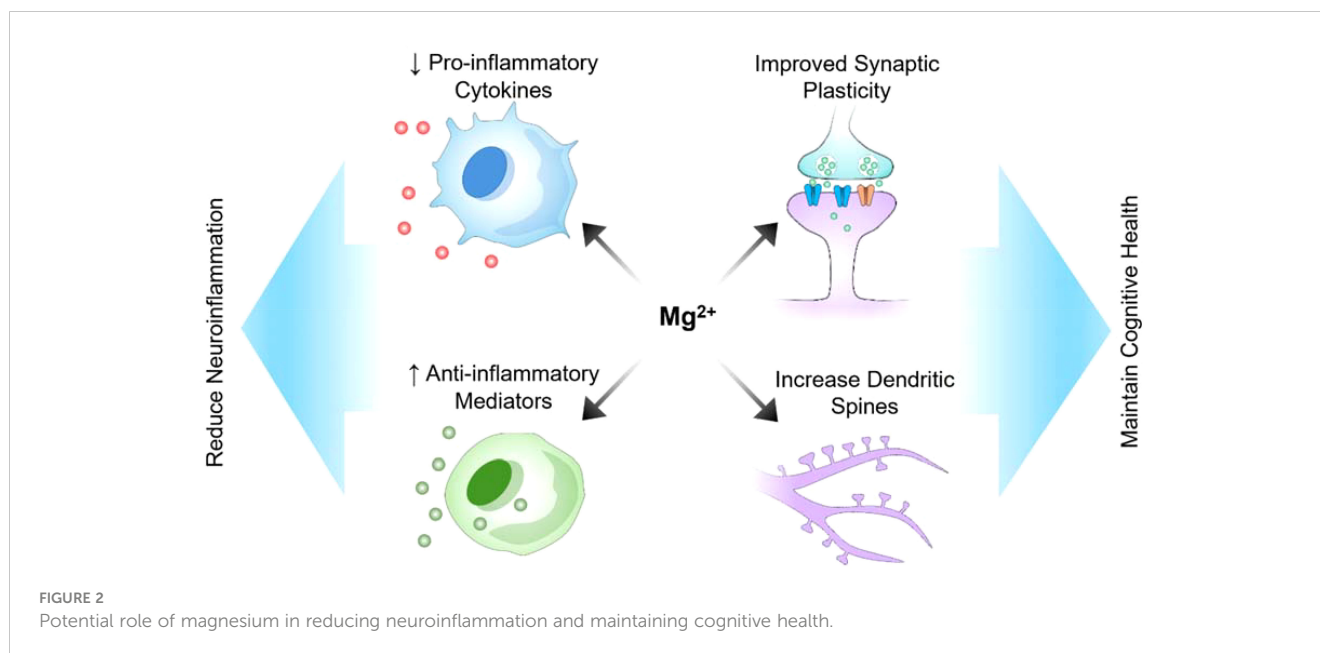 ↓ Pro-inflammatory
Cytokines
Improved Synaptic
Plasticity
Reduce Neuroinflammation
Mg²⁺
Maintain Cognitive Health
↑ Anti-inflammatory
Mediators
Increase Dendritic
Spines
FIGURE 2
Potential role of magnesium in reducing neuroinflammation and maintaining cognitive health.